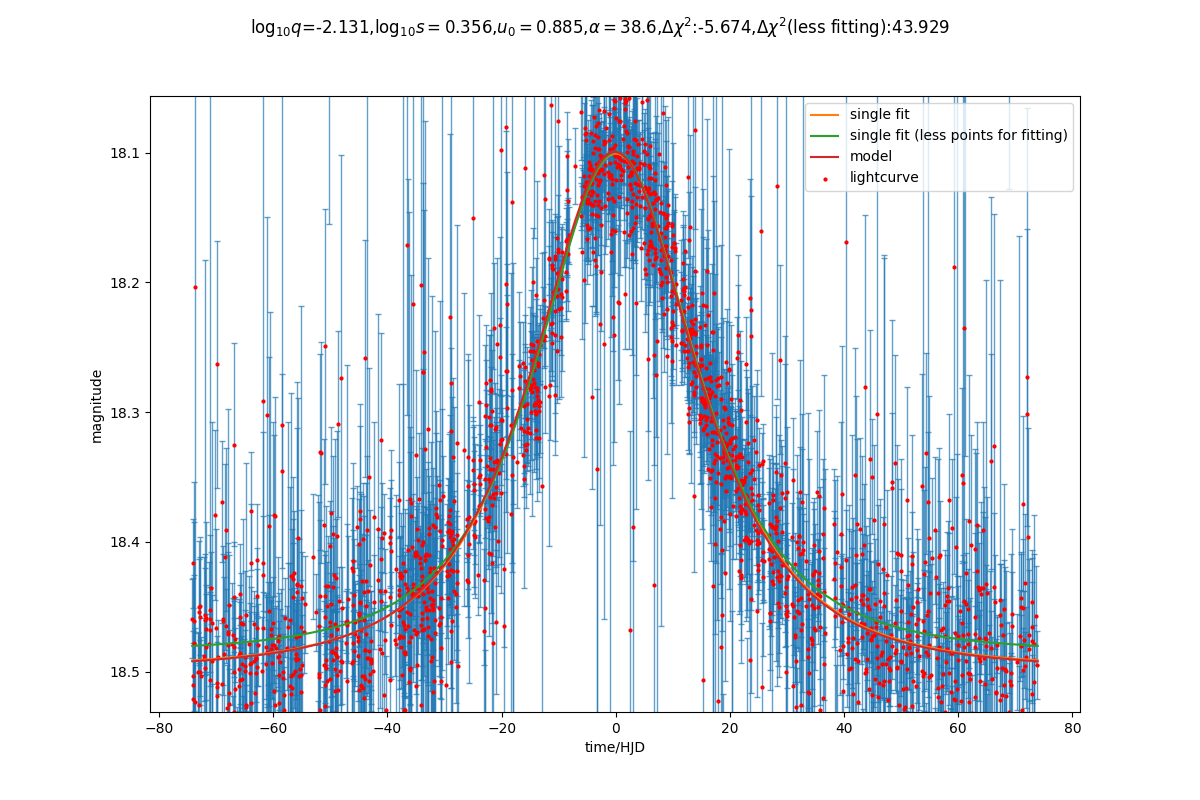 log₁₀q=-2.131,log₁₀s = 0.356,u₀ = 0.885,α = 38.6,Δχ²:-5.674,Δχ²(less fitting):43.929
single fit
single fit (less points for fitting)
model
lightcurve
18.1
18.2
18.3
18.4
18.5
magnitude
−80
−60
−40
−20
0
20
40
60
80
time/HJD